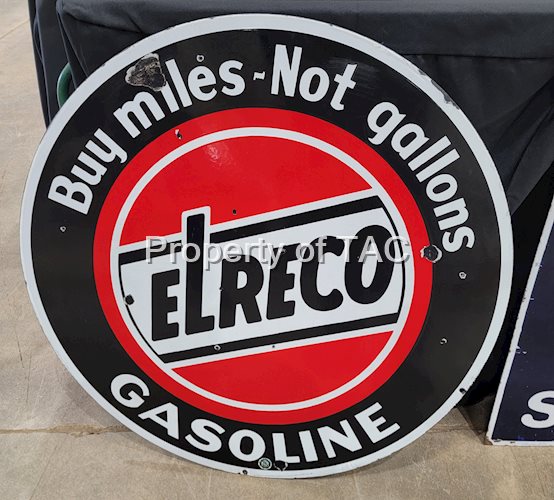 Buy miles - Not gallons
ELRECO
Property of TAC
GASOLINE
S